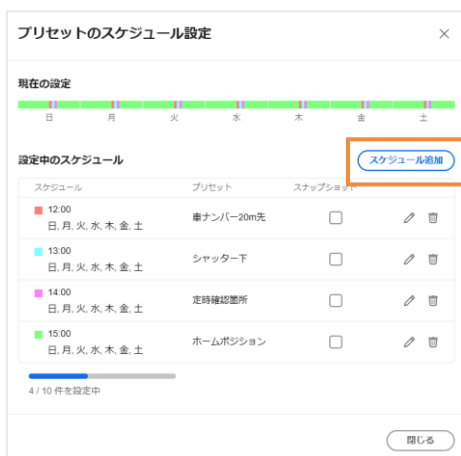 プリセットのスケジュール設定
現在の設定
日 月 火 水 木 金 土
設定中のスケジュール
スケジュール追加
スケジュール プリセット スナップショット
12:00
日, 月, 火, 水, 木, 金, 土
車ナンバー20m先
13:00
日, 月, 火, 水, 木, 金, 土
シャッター下
14:00
日, 月, 火, 水, 木, 金, 土
定時確認箇所
15:00
日, 月, 火, 水, 木, 金, 土
ホームポジション
4 / 10 件を設定中
閉じる